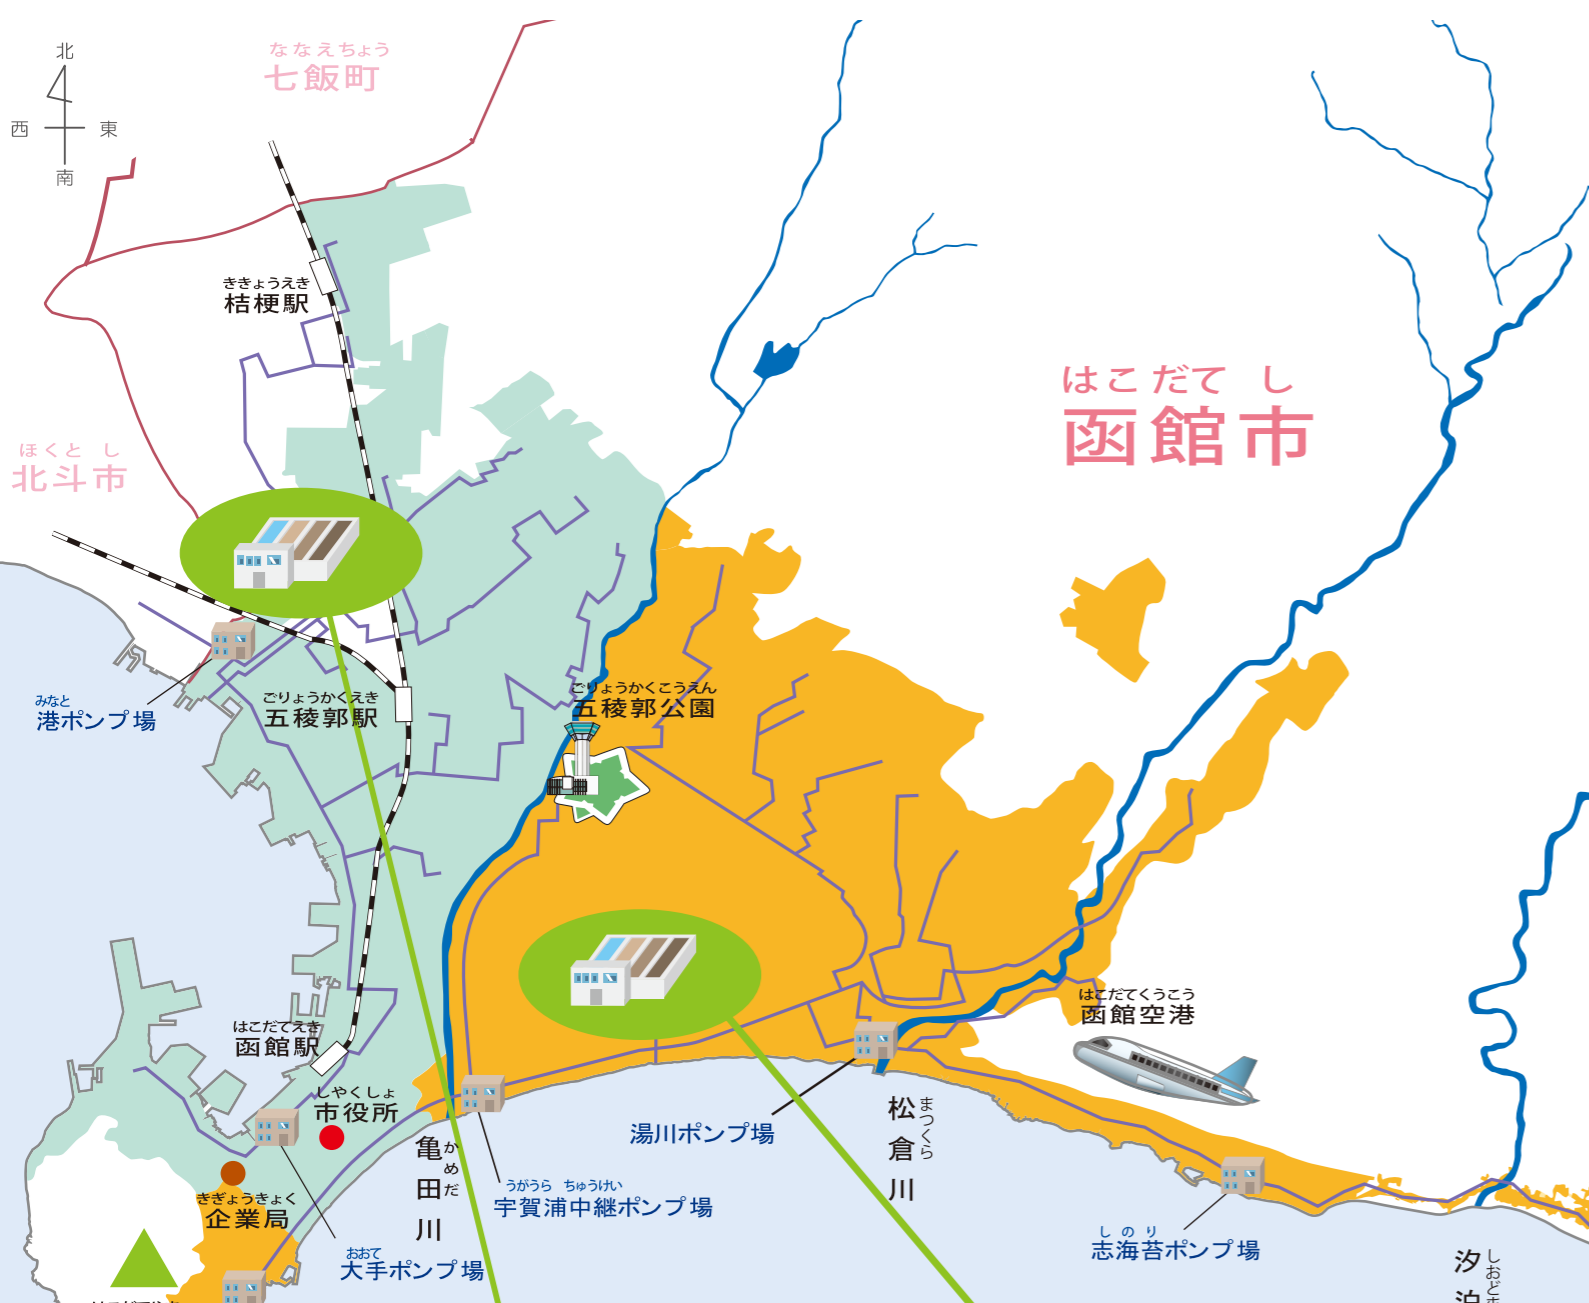 北
西
東
南
ななえちょう
七飯町
ききょうえき
桔梗駅
はこだてし
函館市
ほくとし
北斗市
みなと
港ポンプ場
ごりょうかくえき
五稜郭駅
ごりょうかくこうえん
五稜郭公園
はこだてくうこう
函館空港
はこだてえき
函館駅
しやくしょ
市役所
かめだ
亀田川
湯川ポンプ場
まつくら
松倉川
うがうら ちゅうけい
宇賀浦中継ポンプ場
きぎょうきょく
企業局
おおて
大手ポンプ場
しのり
志海苔ポンプ場
しおど
汐泊